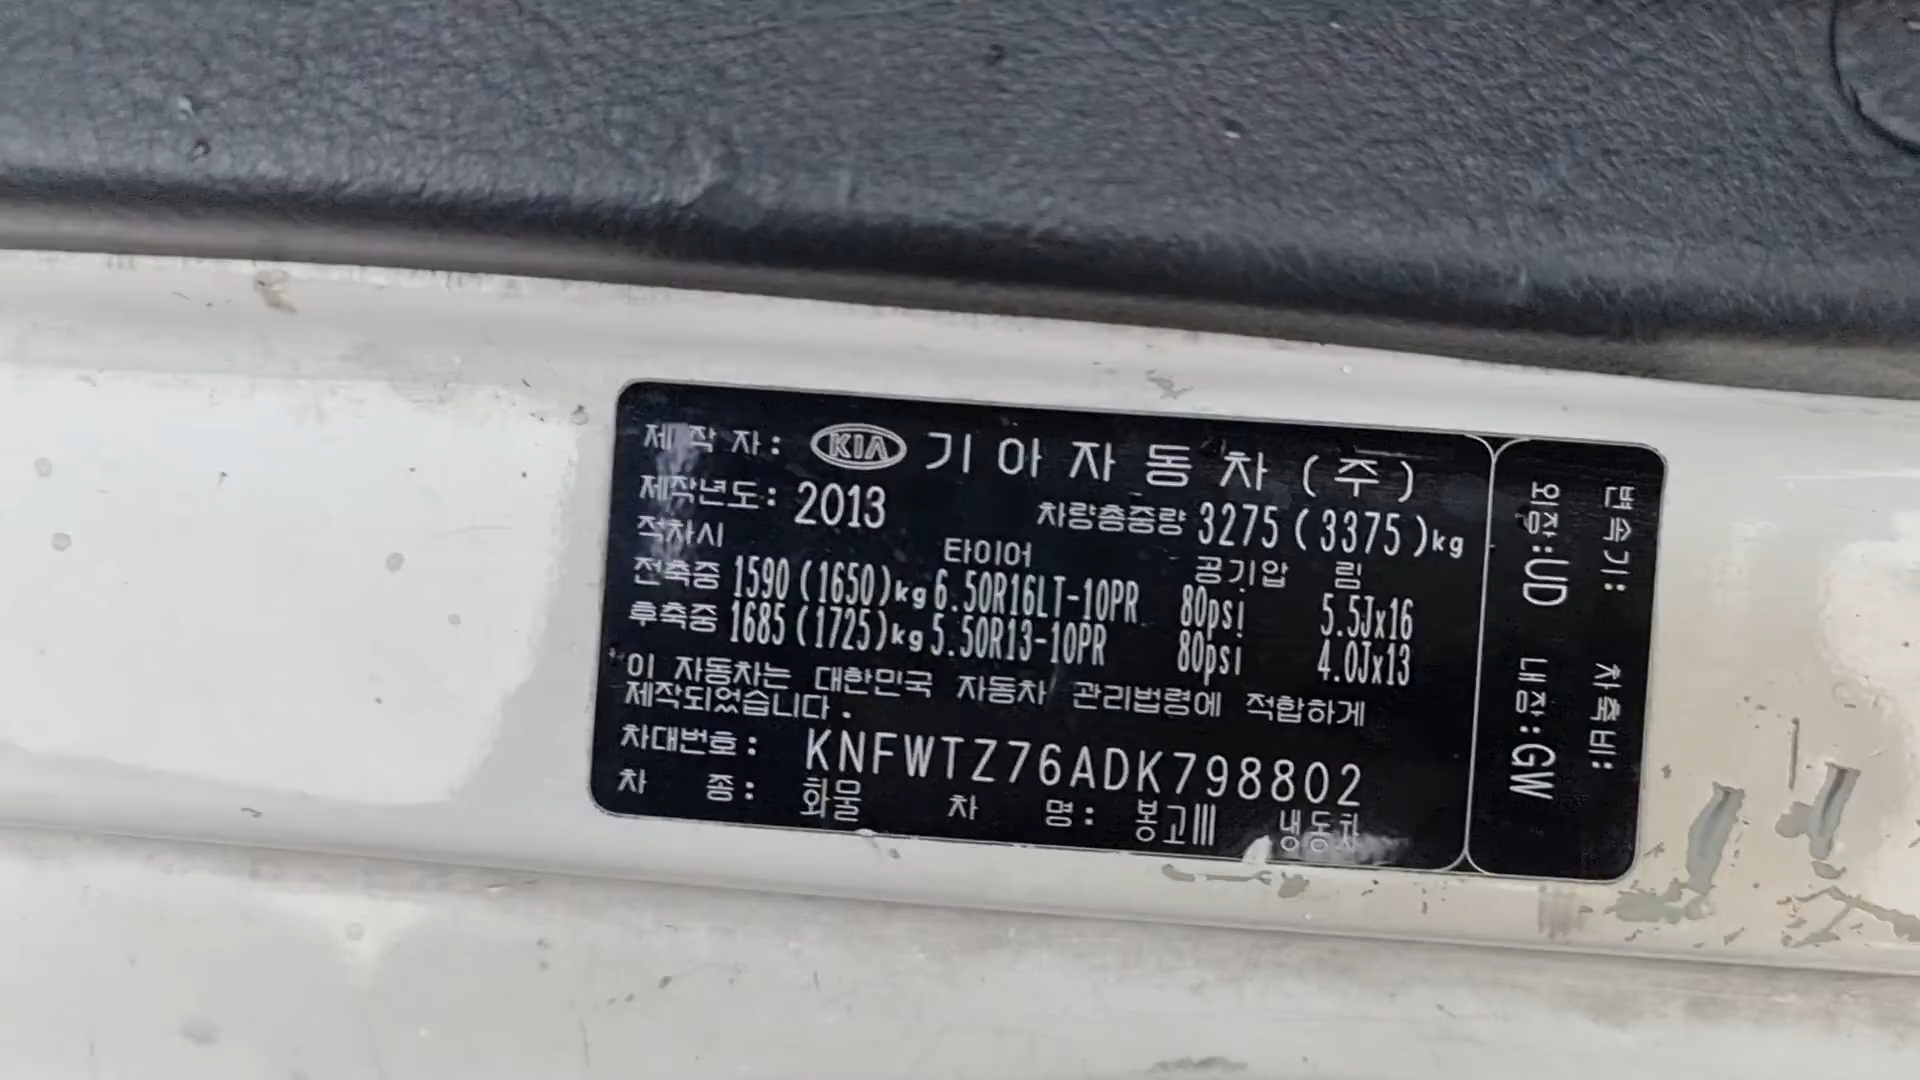 제작자: KIA 기아자동차(주)
제작년도: 2013 차량총중량 3275(3375)kg
적차시 타이어 공기압 림
전축중 1590(1650)kg 6.50R16LT-10PR 80psi 5.5Jx16
후축중 1685(1725)kg 5.50R13-10PR 80psi 4.0Jx13
이 자동차는 대한민국 자동차 관리법령에 적합하게
제작되었습니다.
차대번호: KNFWTZ76ADK798802
차 종: 화물 차 명: 봉고III 냉동차
변속기: 차축비:
외장:UD 내장:GW